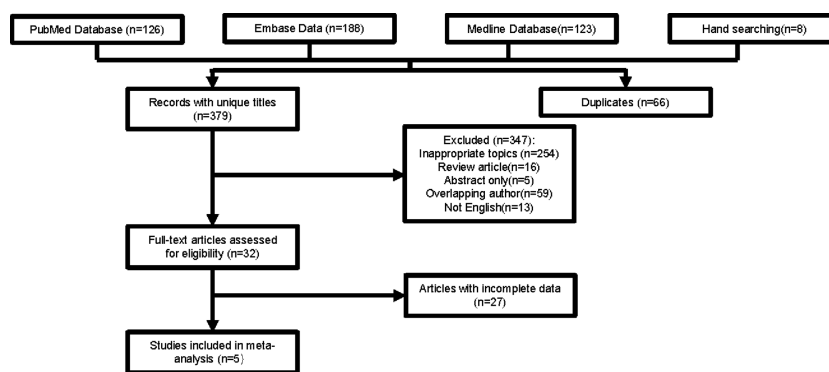 PubMed Database (n=126)
Embase Data (n=188)
Medline Database(n=123)
Hand searching(n=8)
Records with unique titles
(n=379)
Duplicates (n=66)
Excluded (n=347):
Inappropriate topics (n=254)
Review article(n=16)
Abstract only(n=5)
Overlapping author(n=59)
Not English(n=13)
Full-text articles assessed
for eligibility (n=32)
Articles with incomplete data
(n=27)
Studies included in meta-
analysis (n=5)